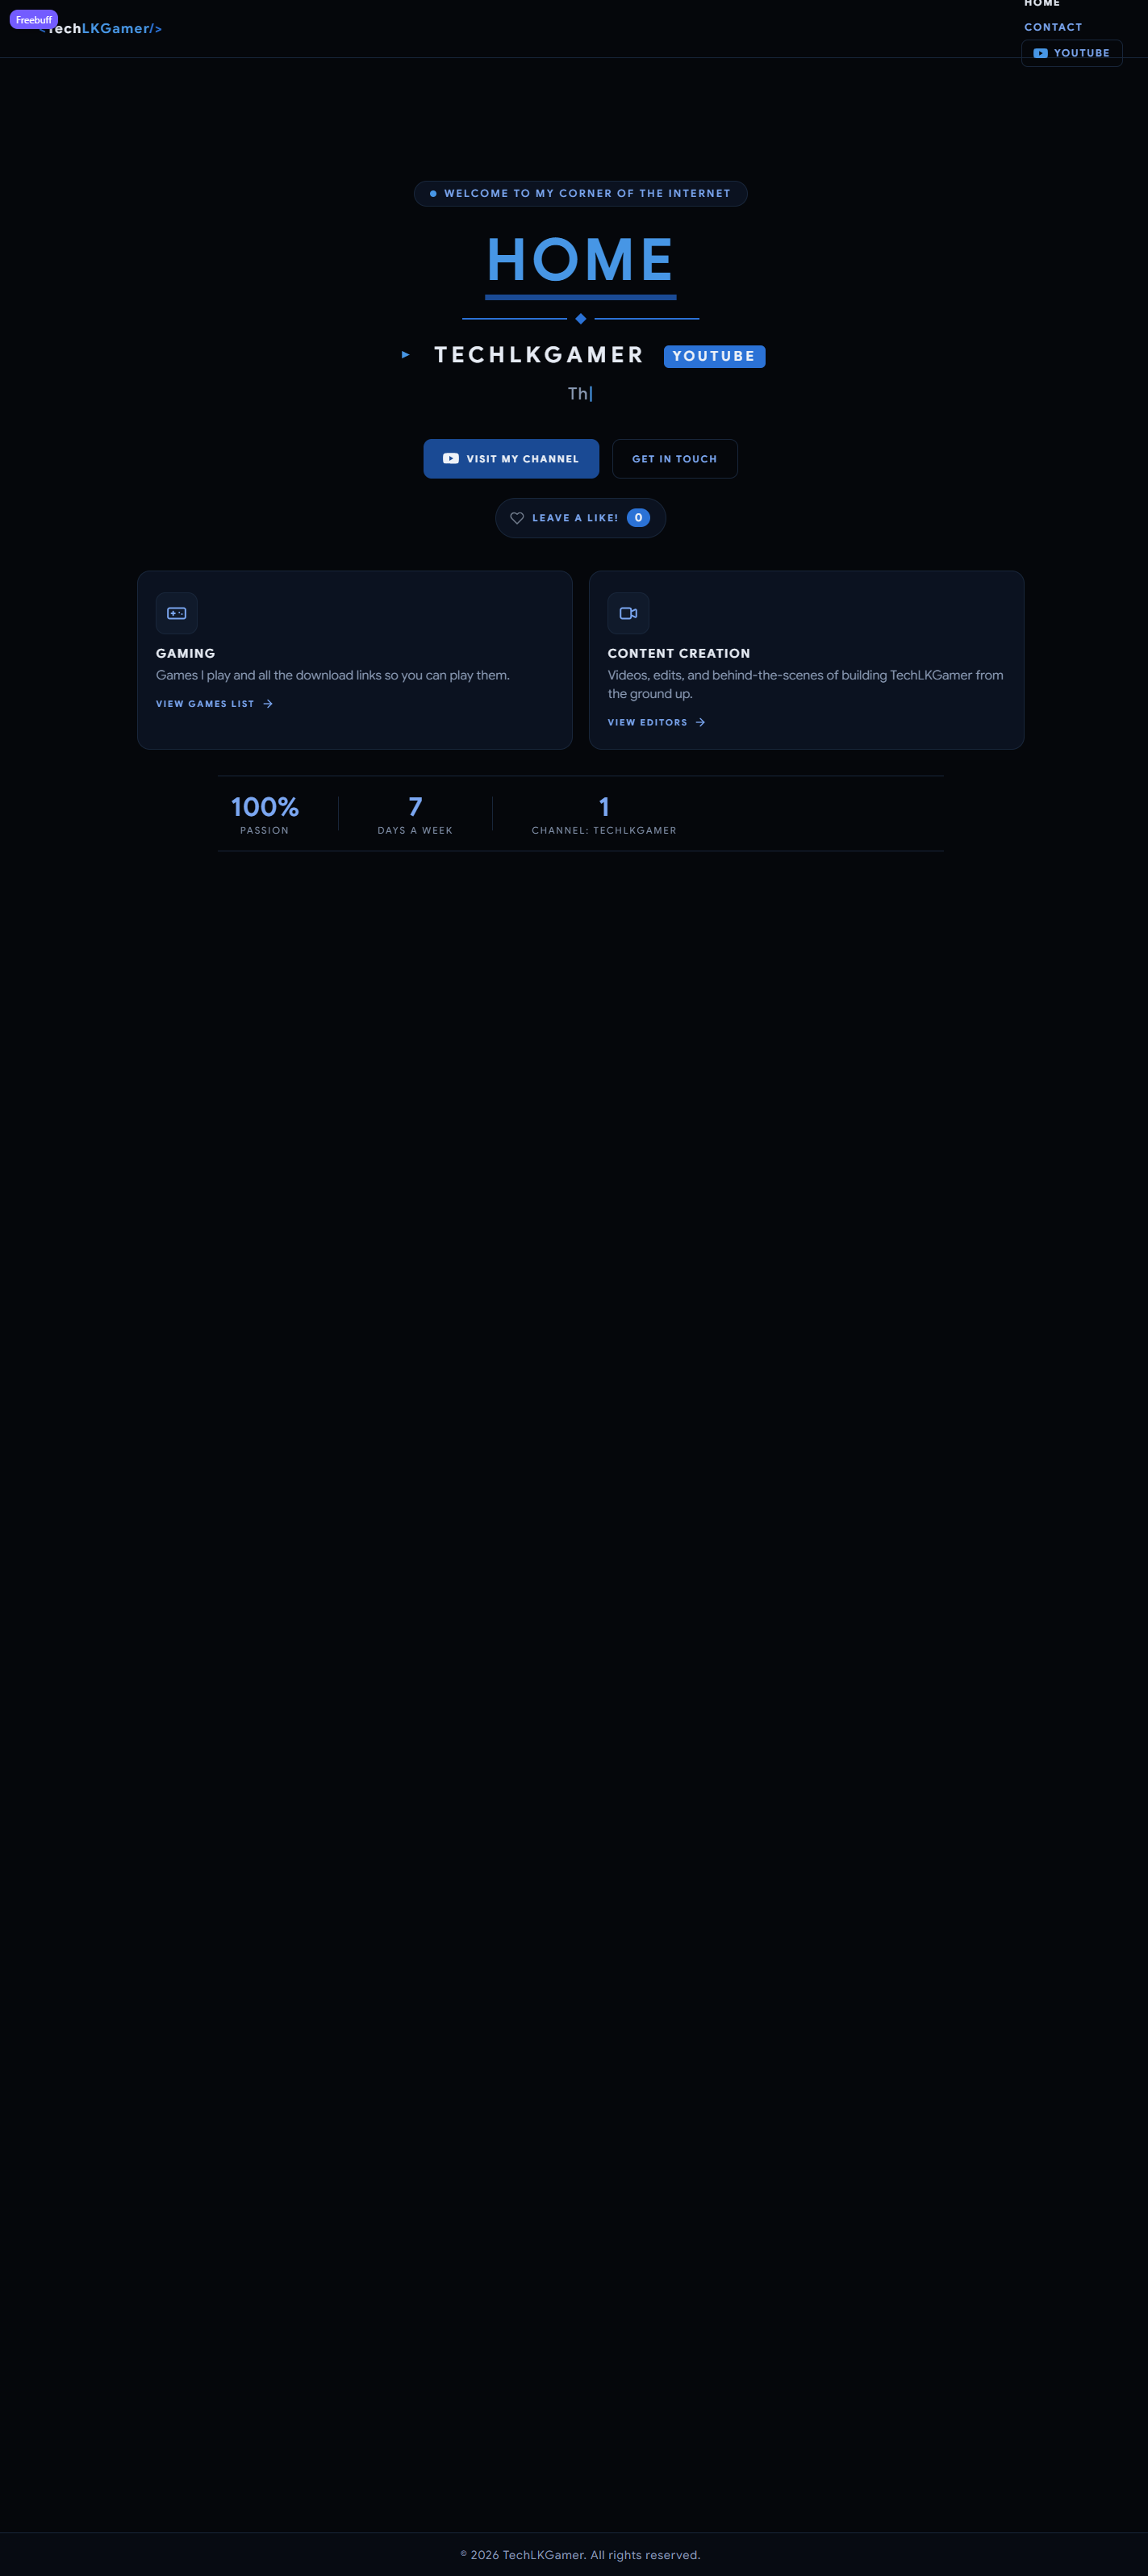 Freebuff
<TechLKGamer/>
HOME
CONTACT
YOUTUBE
WELCOME TO MY CORNER OF THE INTERNET
HOME
TECHLKGAMER YOUTUBE
Th|
VISIT MY CHANNEL
GET IN TOUCH
LEAVE A LIKE! 0
GAMING
Games I play and all the download links so you can play them.
VIEW GAMES LIST →
CONTENT CREATION
Videos, edits, and behind-the-scenes of building TechLKGamer from
the ground up.
VIEW EDITORS →
100%
PASSION
7
DAYS A WEEK
1
CHANNEL: TECHLKGAMER
© 2026 TechLKGamer. All rights reserved.